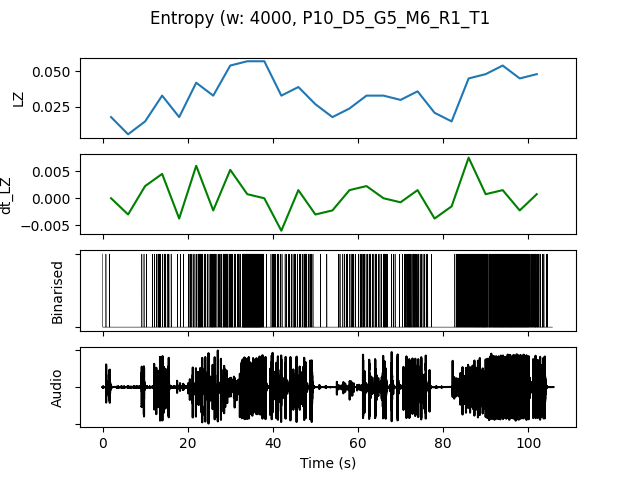 Entropy (w: 4000, P10_D5_G5_M6_R1_T1
LZ
0.050
0.025
dt_LZ
0.005
0.000
−0.005
Binarised
Audio
0 20 40 60 80 100
Time (s)